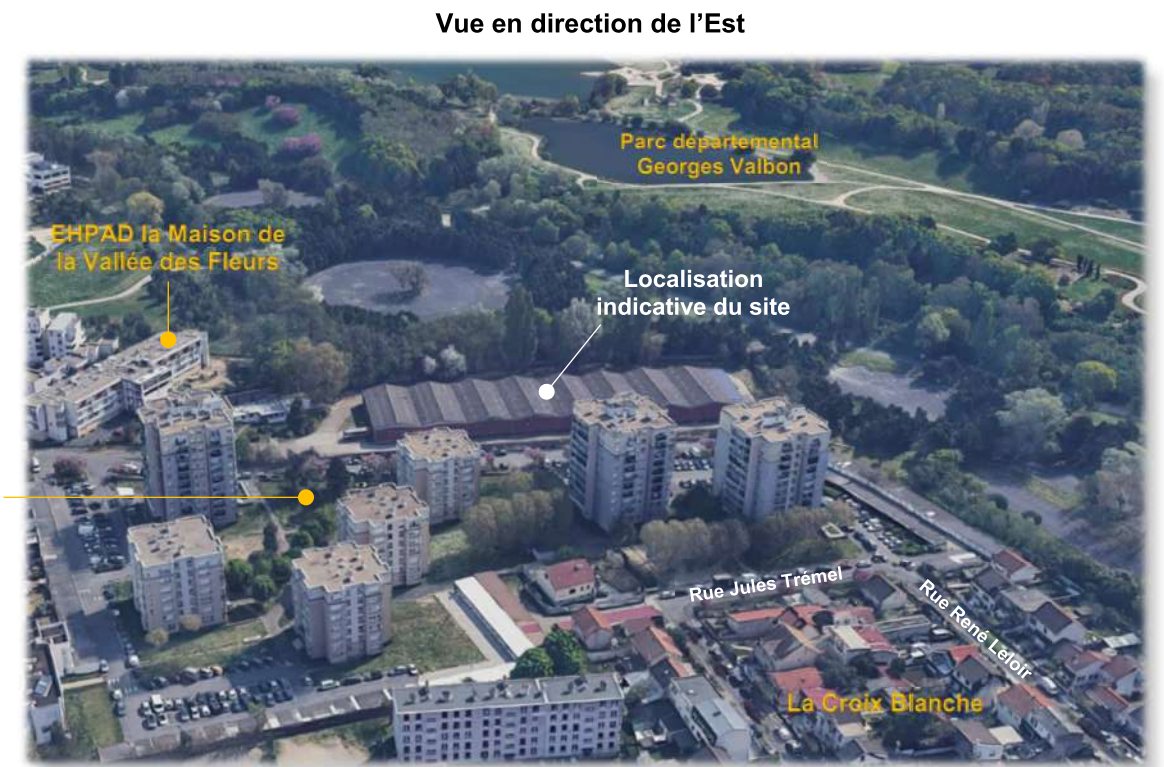 Vue en direction de l’Est
Parc départemental
Georges Valbon
EHPAD la Maison de
la Vallée des Fleurs
Localisation
indicative du site
Rue Jules Trémel
Rue René Leloir
La Croix Blanche